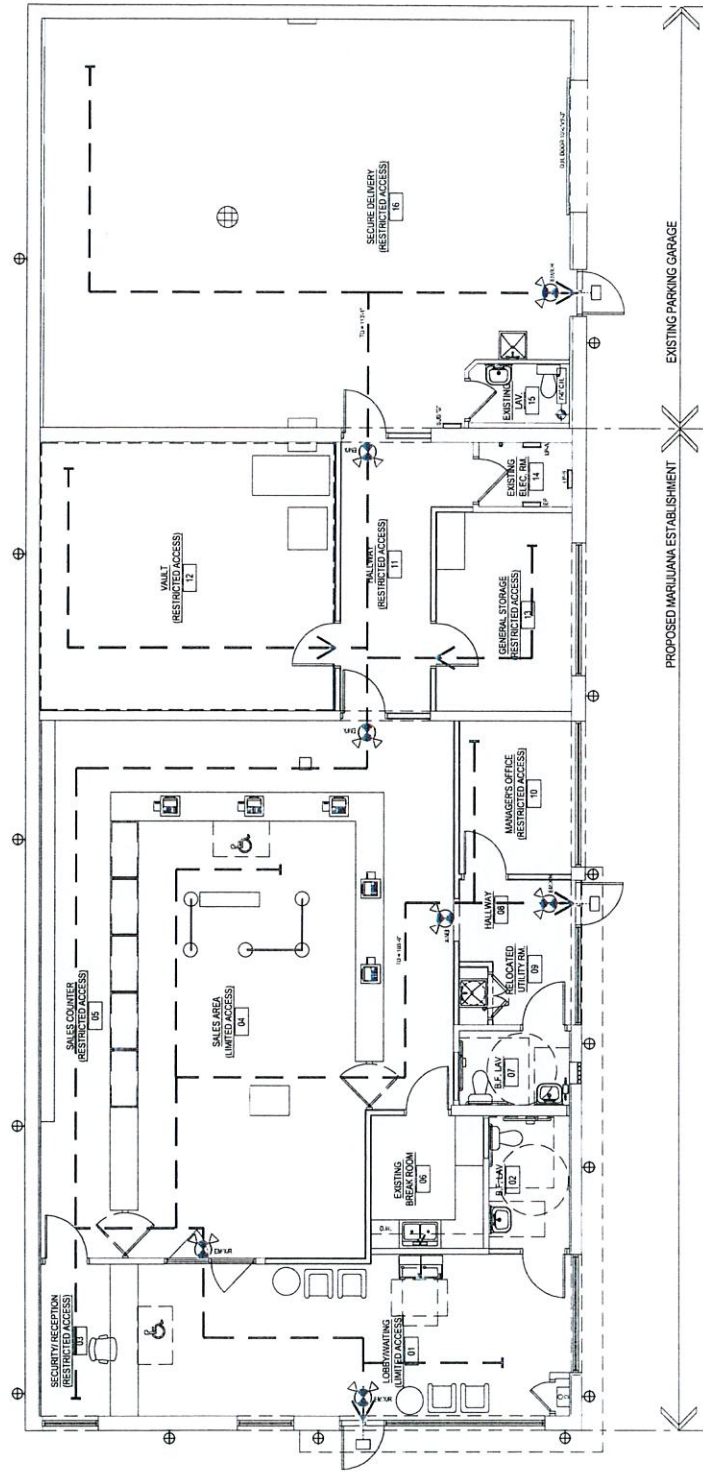 SECURITY/RECEPTION
(RESTRICTED ACCESS)
03
LOBBY/WAITING
(LIMITED ACCESS)
01
SALES COUNTER
(RESTRICTED ACCESS)
05
SALES AREA
(LIMITED ACCESS)
04
EXISTING
BREAK ROOM
06
D.W.
B.F. LAV
02
B.F. LAV
07
RELOCATED
UTILITY RM.
09
HALLWAY
08
MANAGER'S OFFICE
(RESTRICTED ACCESS)
10
VAULT
(RESTRICTED ACCESS)
12
HALLWAY
(RESTRICTED ACCESS)
11
GENERAL STORAGE
(RESTRICTED ACCESS)
13
EXISTING
ELEC. RM.
14
EXISTING
LAV.
15
SECURE DELIVERY
(RESTRICTED ACCESS)
16
PROPOSED MARIJUANA ESTABLISHMENT
EXISTING PARKING GARAGE